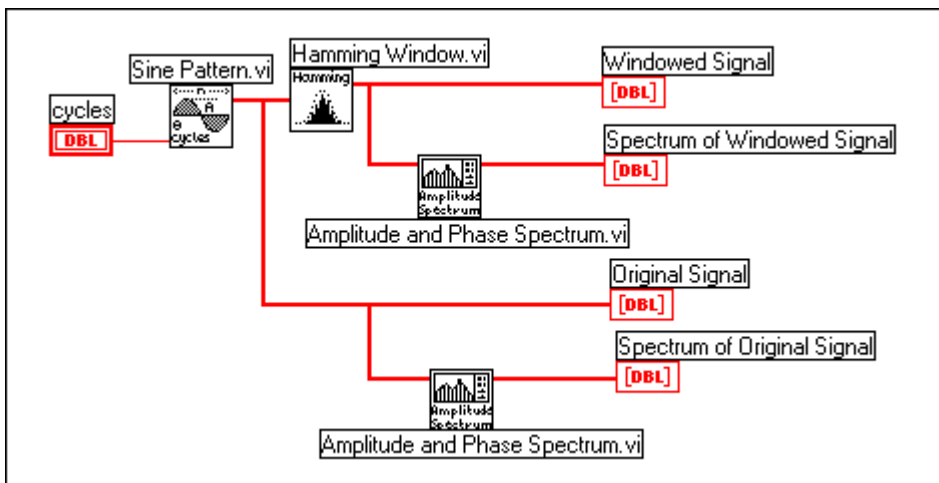 Hamming Window.vi
Windowed Signal
Sine Pattern.vi
Hamming
[DBL]
cycles
n
A
θ
cycles
DBL
Spectrum of Windowed Signal
[DBL]
Amplitude
Spectrum
Amplitude and Phase Spectrum.vi
Original Signal
[DBL]
Spectrum of Original Signal
[DBL]
Amplitude
Spectrum
Amplitude and Phase Spectrum.vi